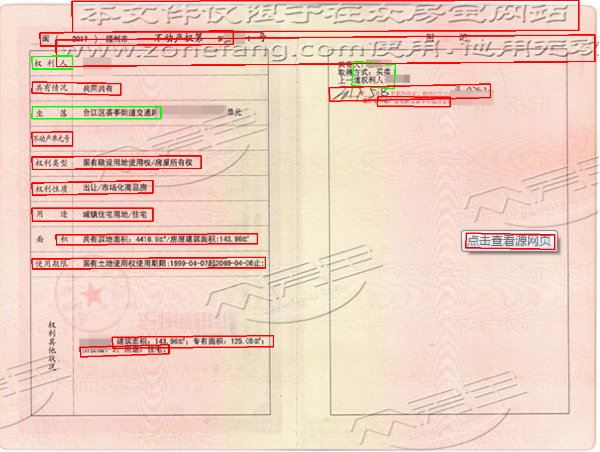 本文件仅限于在众房宝网站
www.zonefang.com使用,他用无效
闽(2017)福州市 不动产权第 号 附 记
权利人
共有情况 共同共有
坐落 台江区茶亭街道交通路 单元
不动产单元号
权利类型 国有建设用地使用权/房屋所有权
权利性质 出让/市场化商品房
用途 城镇住宅用地/住宅
面积 共有宗地面积:4416.9㎡/房屋建筑面积:143.96㎡
使用期限 国有土地使用权使用期限:1999-04-07起2069-04-06止;
权利其他状况
建筑面积:143.96㎡;专有面积:125.05㎡;
用途:住宅;
共有人:
取得方式:买卖
上一道权利人
点击查看源网页